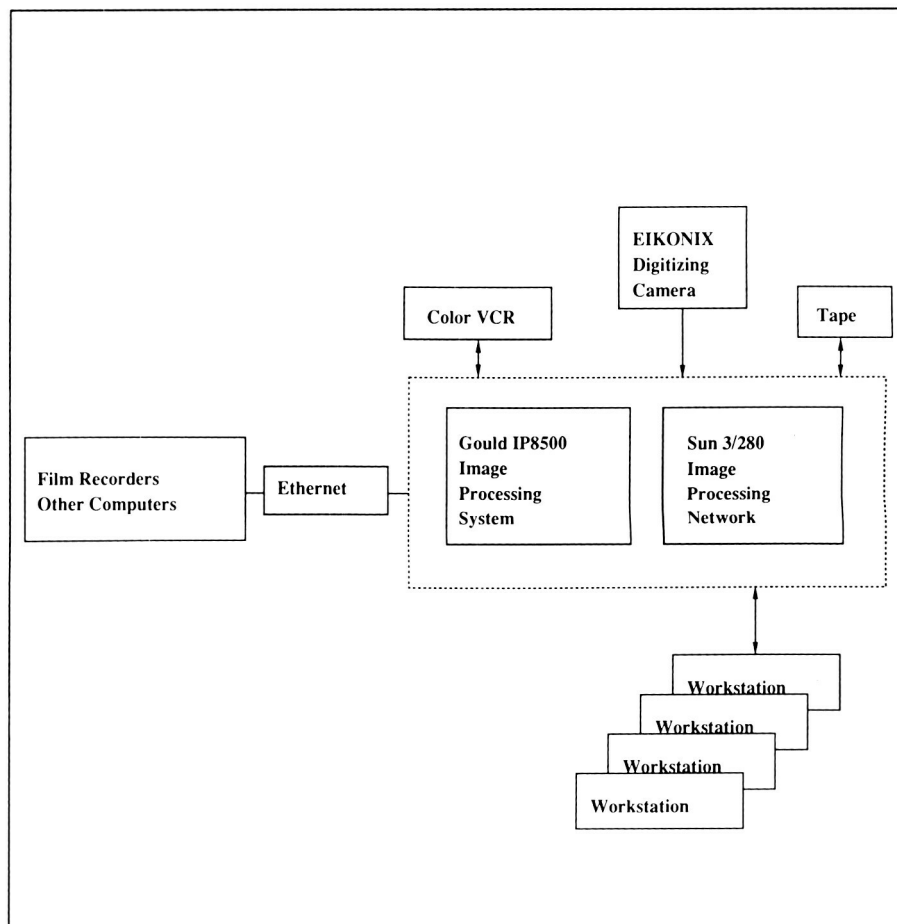 EIKONIX
Digitizing
Camera
Color VCR
Tape
Gould IP8500
Image
Processing
System
Sun 3/280
Image
Processing
Network
Film Recorders
Other Computers
Ethernet
Workstation
Workstation
Workstation
Workstation